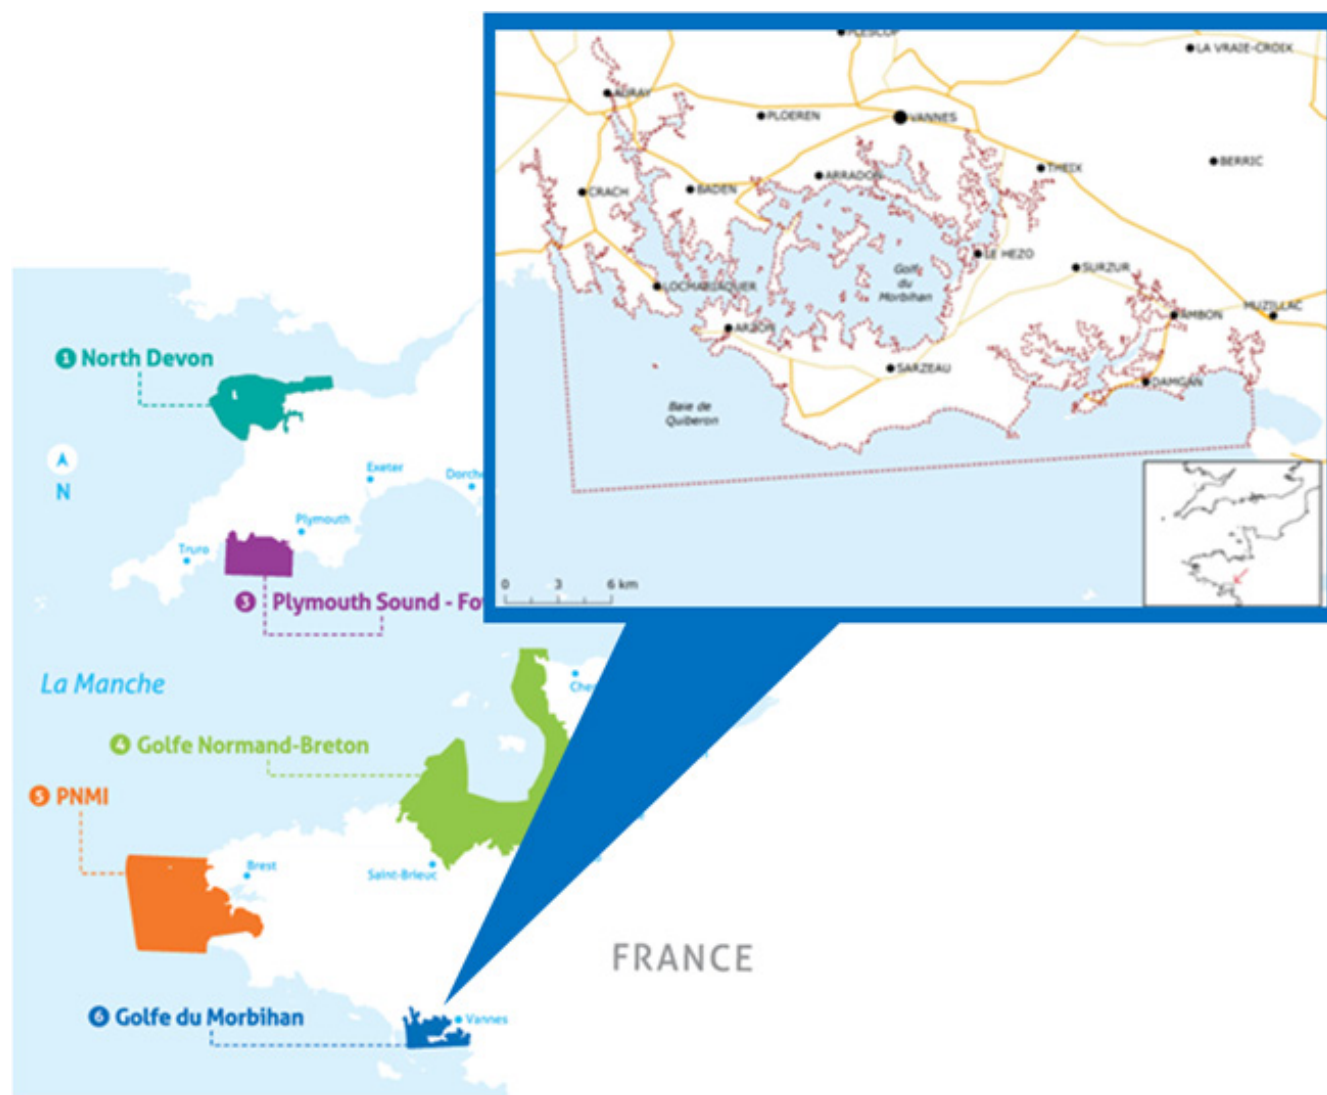 PLESCOP
LA VRAIE-CROIX
AURAY
PLOEREN
VANNES
BERRIC
THEIX
ARRADON
CRACH
BADEN
LE HEZO
Golfe
du
Morbihan
SURZUR
LOCMARIAQUER
AMBON
MUZILLAC
ARZON
SARZEAU
DAMGAN
Baie de
Quiberon
0 3 6 km
1 North Devon
N
Exeter
Dorche
Plymouth
Truro
3 Plymouth Sound - Fo
La Manche
Che
4 Golfe Normand-Breton
5 PNMI
Brest
Saint-Brieuc
FRANCE
6 Golfe du Morbihan
Vannes